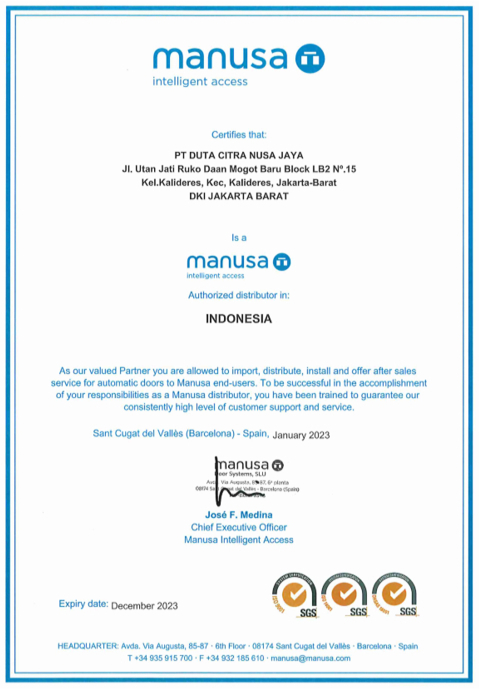 manusa
intelligent access
Certifies that:
PT DUTA CITRA NUSA JAYA
Jl. Utan Jati Ruko Daan Mogot Baru Block LB2 Nº.15
Kel.Kalideres, Kec, Kalideres, Jakarta-Barat
DKI JAKARTA BARAT
Is a
manusa
intelligent access
Authorized distributor in:
INDONESIA
As our valued Partner you are allowed to import, distribute, install and offer after sales
service for automatic doors to Manusa end-users. To be successful in the accomplishment
of your responsibilities as a Manusa distributor, you have been trained to guarantee our
consistently high level of customer support and service.
Sant Cugat del Vallès (Barcelona) - Spain, January 2023
manusa
Door Systems, SLU
Via Augusta, 85-87, 6ª planta
08174 Sant Cugat del Vallès - Barcelona (Spain)
José F. Medina
Chief Executive Officer
Manusa Intelligent Access
SGS SGS SGS
Expiry date: December 2023
HEADQUARTER: Avda. Via Augusta, 85-87 · 6th Floor · 08174 Sant Cugat del Vallès · Barcelona · Spain
T +34 935 915 700 · F +34 932 185 610 · manusa@manusa.com